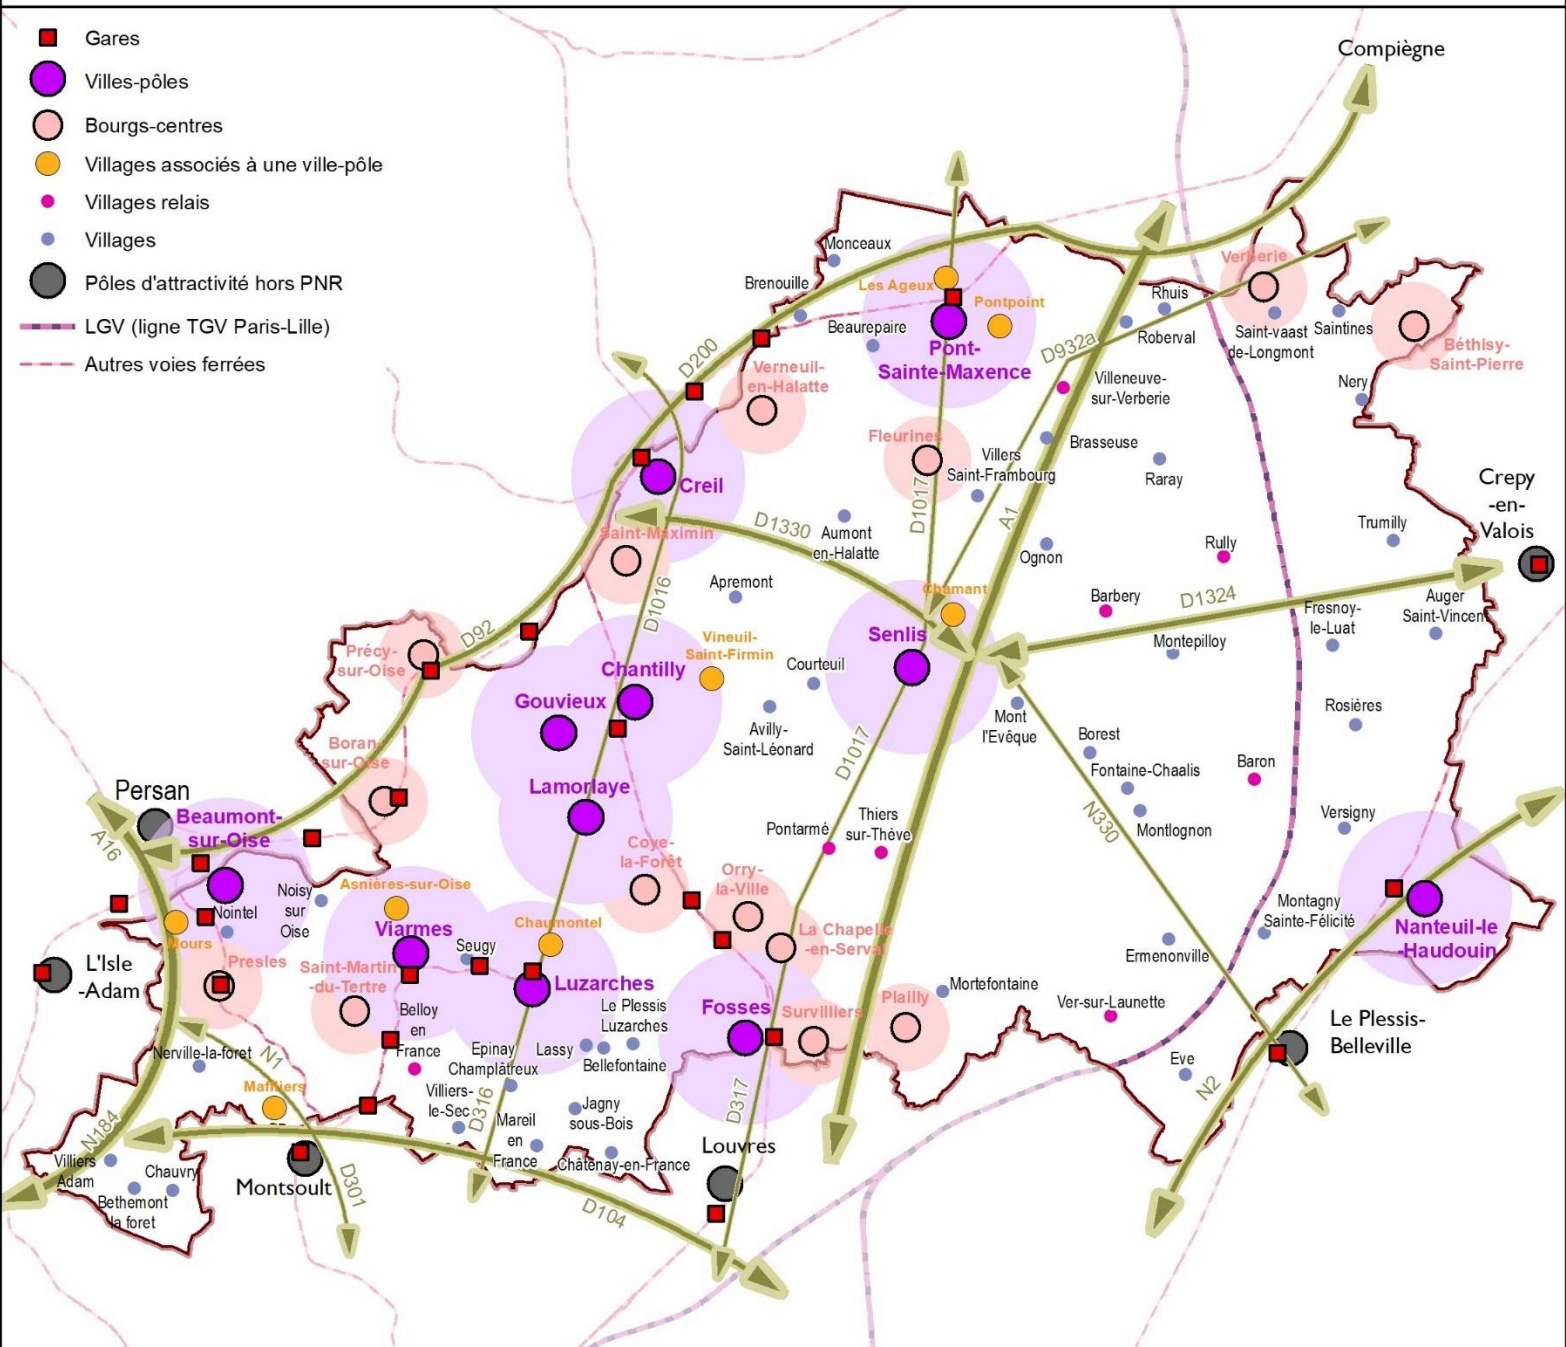 Gares
Villes-pôles
Bourgs-centres
Villages associés à une ville-pôle
Villages relais
Villages
Pôles d'attractivité hors PNR
LGV (ligne TGV Paris-Lille)
Autres voies ferrées
Compiègne
Monceaux
Brenouille
Les Ageux
Pontpoint
Beaurepaire
Pont-
Sainte-Maxence
Verberie
Rhuis
Roberval
Saint-vaast
de-Longmont
Saintines
Béthisy-
Saint-Pierre
Nery
D932a
D200
Verneuil-
en-Halatte
Villeneuve-
sur-Verberie
Fleurines
Villers
Saint-Frambourg
Brasseuse
Raray
Creil
D1017
A1
Crepy
-en-
Valois
Trumilly
Saint-Maximin
D1330
Aumont
en-Halatte
Ognon
Rully
Apremont
D1016
Chamant
Barbery
D1324
Fresnoy-
le-Luat
Auger
Saint-Vincent
Montepilloy
D92
Précy-
sur-Oise
Vineuil-
Saint-Firmin
Senlis
Chantilly
Courteuil
Gouvieux
Avilly-
Saint-Léonard
Mont
l'Evêque
Rosières
Boran-
sur-Oise
D1017
Borest
Fontaine-Chaalis
Baron
Persan
Lamorlaye
Beaumont-
sur-Oise
A16
Pontarmé
Thiers
sur-Thève
N330
Montlognon
Versigny
Coye-
la-Forêt
Orry-
la-Ville
Asnières-sur-Oise
Noisy
sur
Oise
Nointel
Mours
Viarmes
Chaumontel
Seugy
La Chapelle
-en-Serval
Montagny
Sainte-Félicité
Nanteuil-le
-Haudouin
Ermenonville
L'Isle
-Adam
Presles
Saint-Martin
-du-Tertre
Luzarches
Mortefontaine
Plailly
Ver-sur-Launette
Belloy
en
France
Le Plessis
Luzarches
Fosses
Survilliers
Le Plessis-
Belleville
Nerville-la-foret
N1
Epinay
Champlâtreux
Lassy
Bellefontaine
Eve
Maffliers
Villiers-
le-Sec
D316
Mareil
en
France
Jagny
sous-Bois
D317
N2
N184
Villiers
Adam
Chauvry
Bethemont
la foret
Montsoult
D301
Châtenay-en-France
Louvres
D104